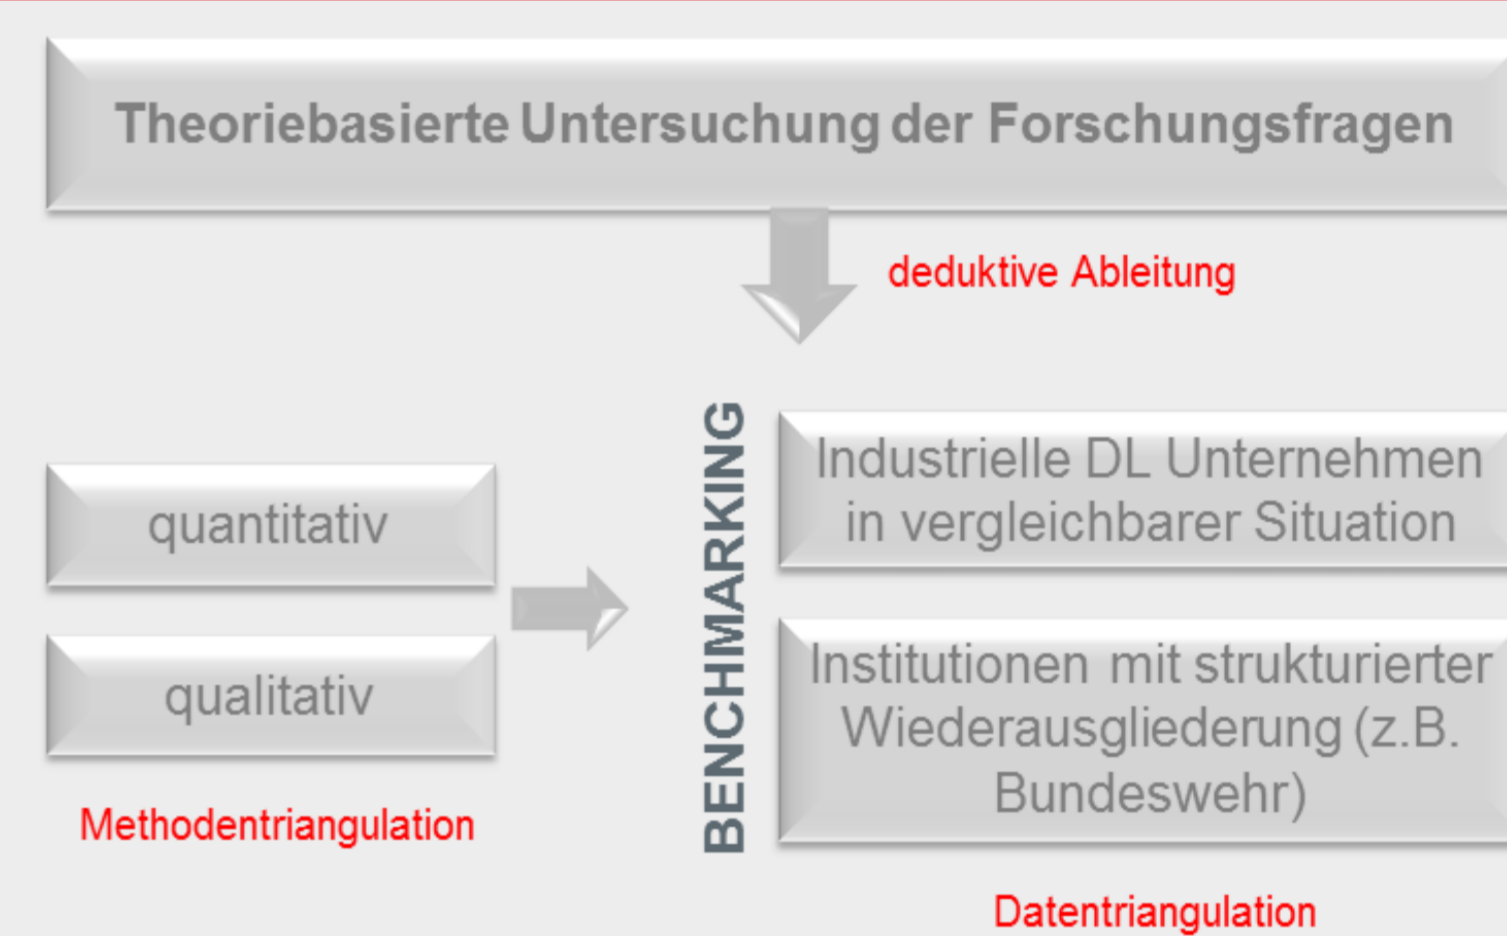 Theoriebasierte Untersuchung der Forschungsfragen
deduktive Ableitung
quantitativ
qualitativ
Methodentriangulation
BENCHMARKING
Industrielle DL Unternehmen
in vergleichbarer Situation
Institutionen mit strukturierter
Wiederausgliederung (z.B.
Bundeswehr)
Datentriangulation